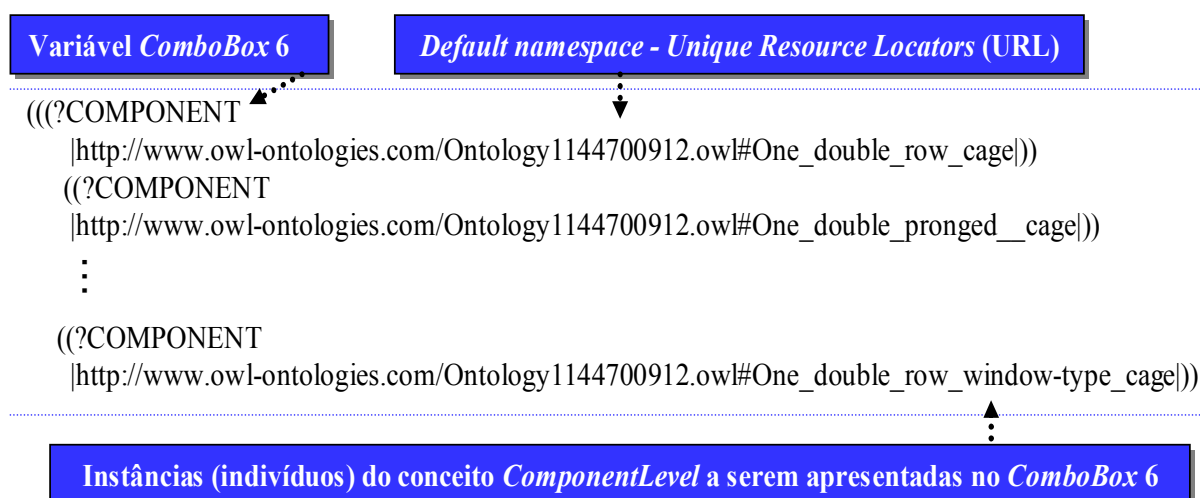 Variável ComboBox 6
Default namespace - Unique Resource Locators (URL)
(((?COMPONENT
|http://www.owl-ontologies.com/Ontology1144700912.owl#One_double_row_cage|))
((?COMPONENT
|http://www.owl-ontologies.com/Ontology1144700912.owl#One_double_pronged__cage|))
⋮
((?COMPONENT
|http://www.owl-ontologies.com/Ontology1144700912.owl#One_double_row_window-type_cage|))
Instâncias (indivíduos) do conceito ComponentLevel a serem apresentadas no ComboBox 6